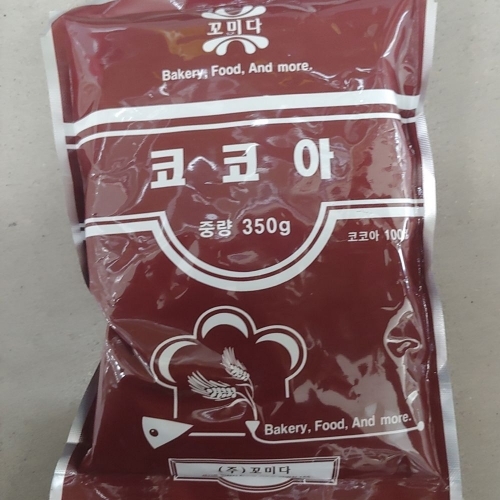 꼬미다
Bakery, Food, And more.
코코아
중량 350g
코코아 100%
Bakery, Food, And more.
(주)꼬미다